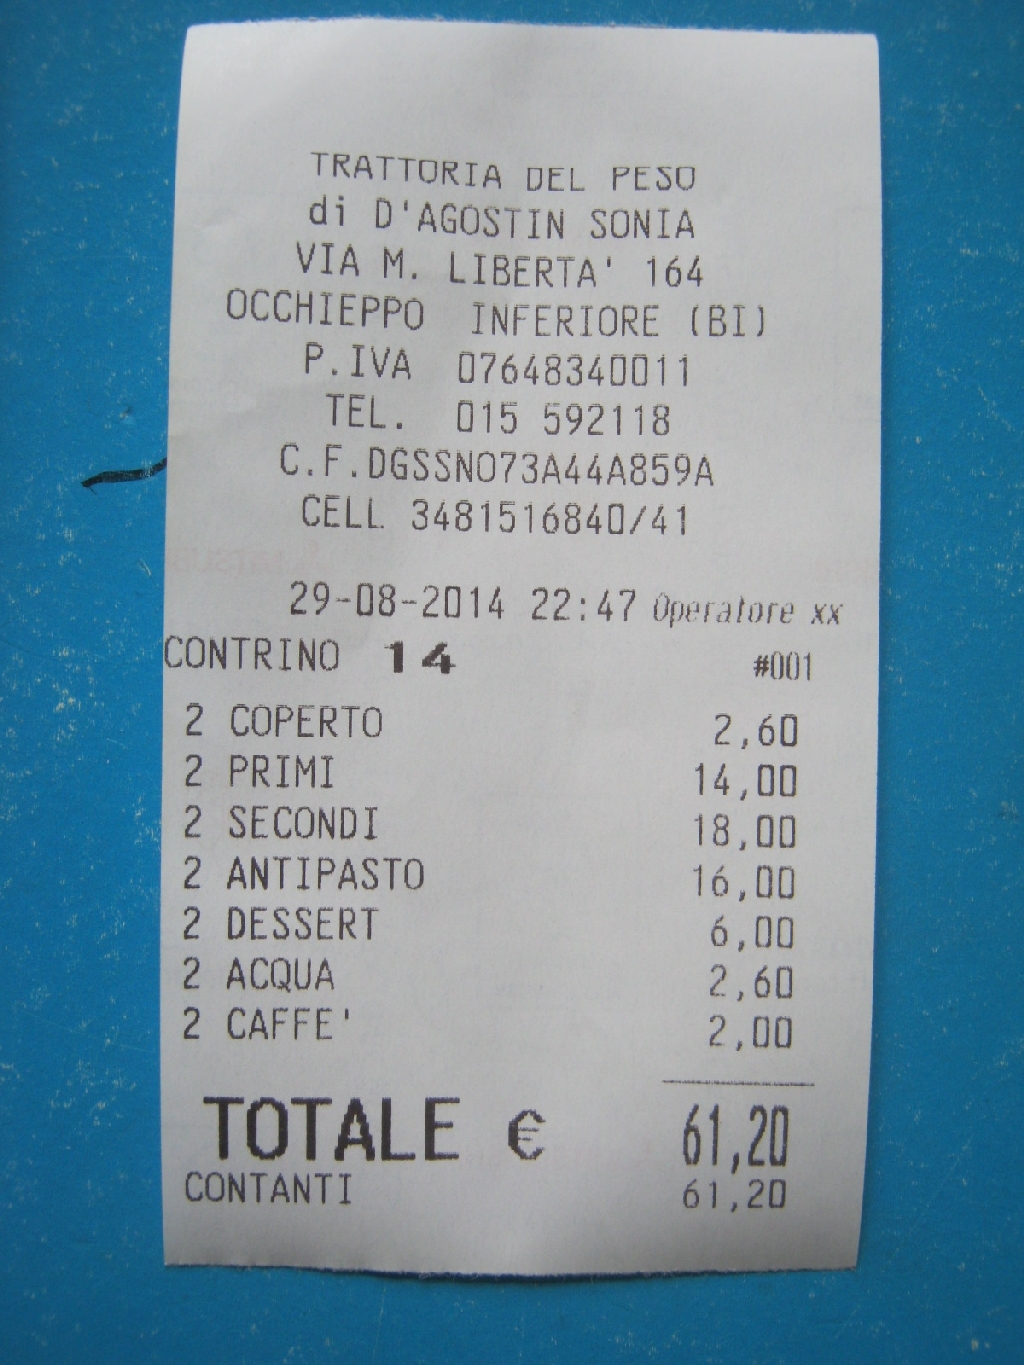 TRATTORIA DEL PESO
di D'AGOSTIN SONIA
VIA M. LIBERTA' 164
OCCHIEPPO INFERIORE (BI)
P.IVA 07648340011
TEL. 015 592118
C.F.DGSSNO73A44A859A
CELL 3481516840/41
29-08-2014 22:47 Operatore xx
CONTRINO 14 #001
2 COPERTO 2,60
2 PRIMI 14,00
2 SECONDI 18,00
2 ANTIPASTO 16,00
2 DESSERT 6,00
2 ACQUA 2,60
2 CAFFE' 2,00
TOTALE € 61,20
CONTANTI 61,20